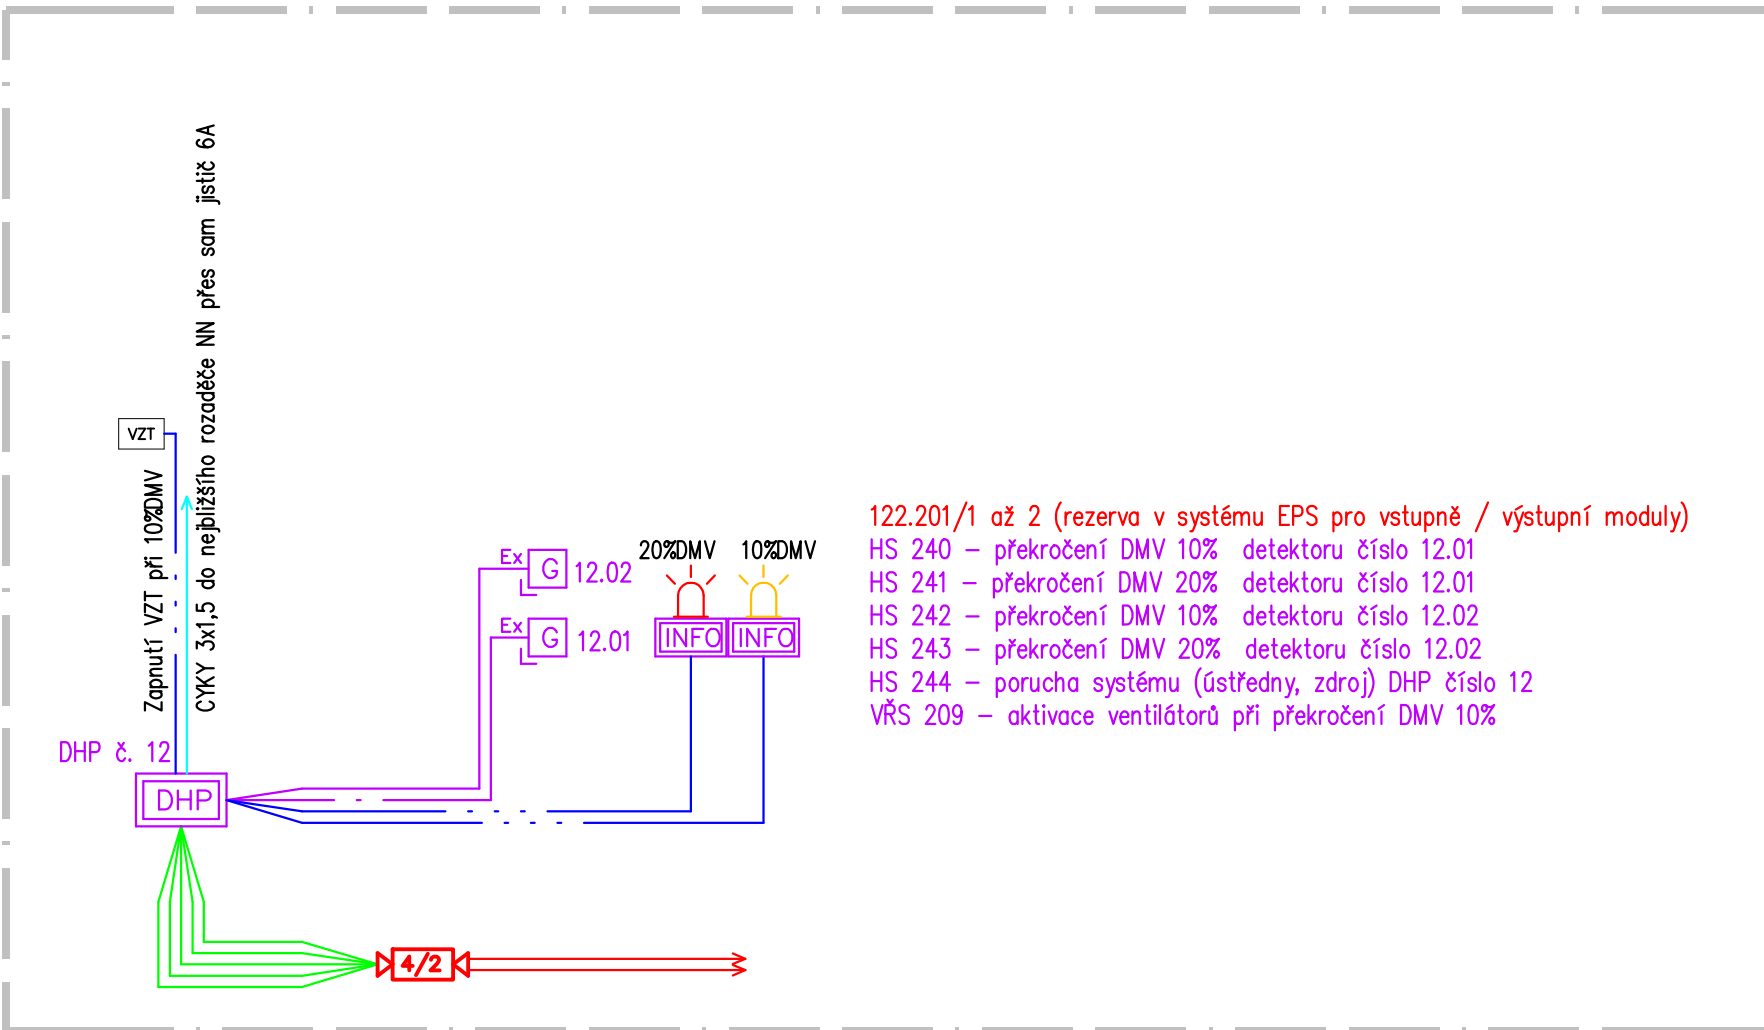 Zapnutí VZT při 10%DMV
CYKY 3x1,5 do nejbližšího rozaděče NN přes sam jistič 6A
VZT
DHP č. 12
DHP
Ex
G
12.02
Ex
G
12.01
20%DMV
10%DMV
INFO
INFO
122.201/1 až 2 (rezerva v systému EPS pro vstupně / výstupní moduly)
HS 240 – překročení DMV 10% detektoru číslo 12.01
HS 241 – překročení DMV 20% detektoru číslo 12.01
HS 242 – překročení DMV 10% detektoru číslo 12.02
HS 243 – překročení DMV 20% detektoru číslo 12.02
HS 244 – porucha systému (ústředny, zdroj) DHP číslo 12
VŘS 209 – aktivace ventilátorů při překročení DMV 10%
4/2